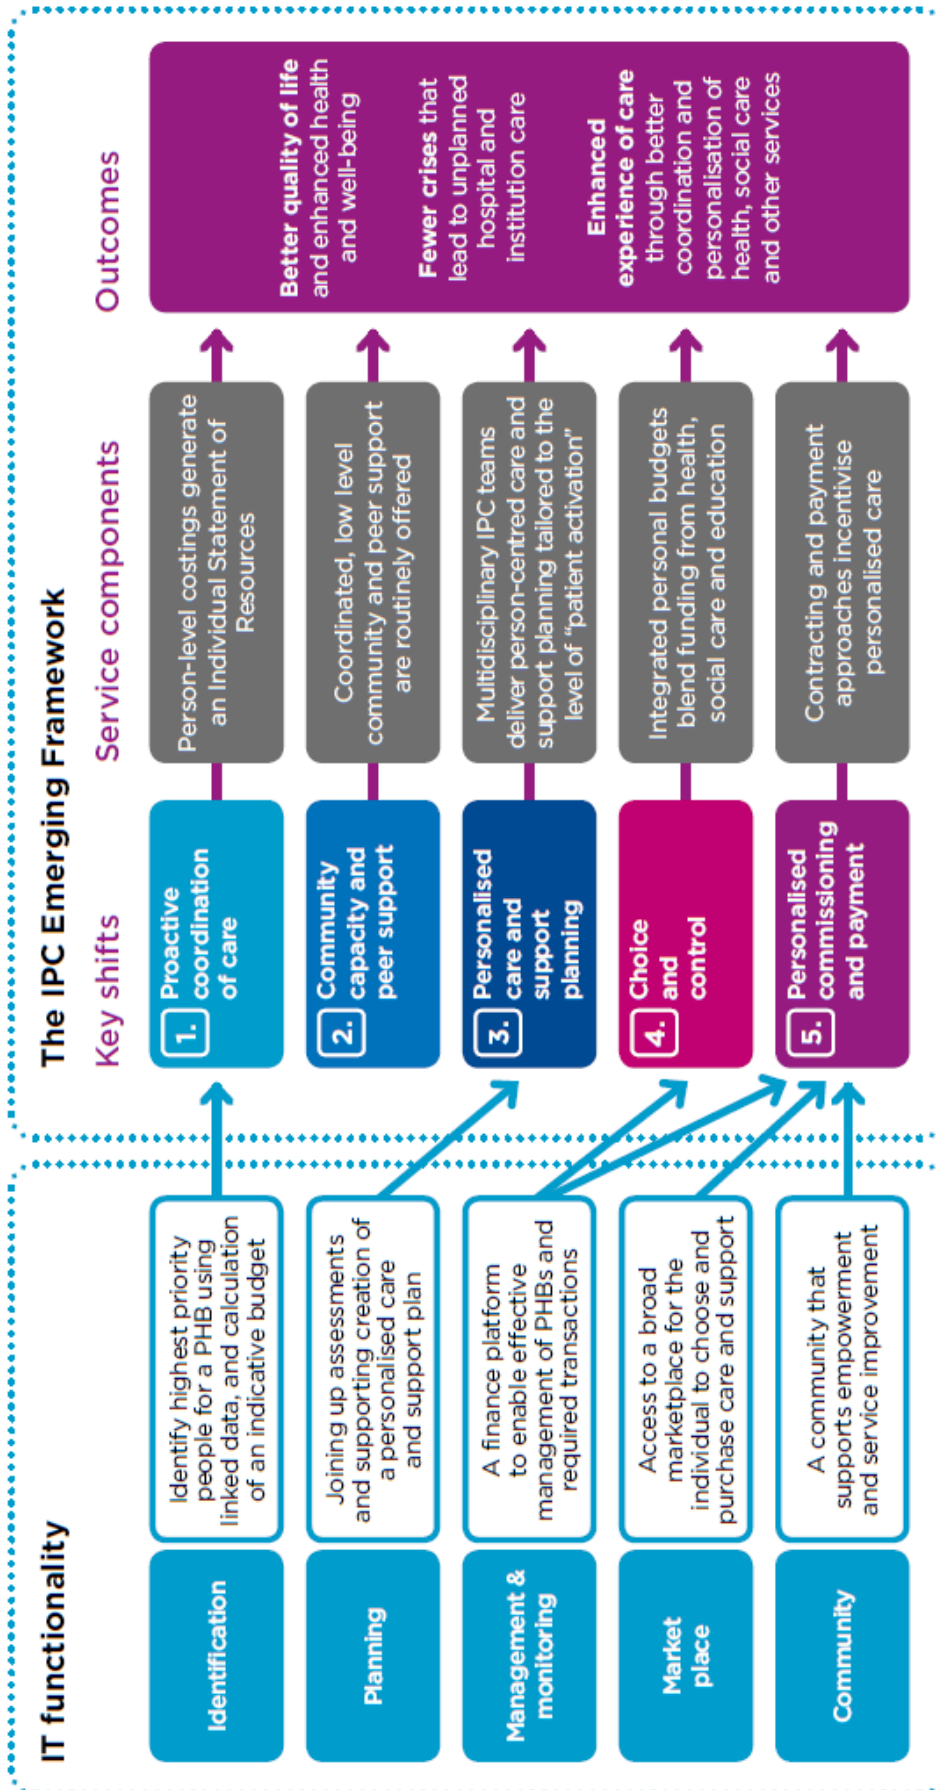 IT functionality
Identification
Identify highest priority
people for a PHB using
linked data, and calculation
of an indicative budget
Planning
Joining up assessments
and supporting creation of
a personalised care
and support plan
Management &
monitoring
A finance platform
to enable effective
management of PHBs and
required transactions
Market
place
Access to a broad
marketplace for the
individual to choose and
purchase care and support
Community
A community that
supports empowerment
and service improvement
The IPC Emerging Framework
Key shifts
Service components
Outcomes
1. Proactive
coordination
of care
Person-level costings generate
an Individual Statement of
Resources
2. Community
capacity and
peer support
Coordinated, low level
community and peer support
are routinely offered
3. Personalised
care and
support
planning
Multidisciplinary IPC teams
deliver person-centred care and
support planning tailored to the
level of “patient activation”
4. Choice
and
control
Integrated personal budgets
blend funding from health,
social care and education
5. Personalised
commissioning
and payment
Contracting and payment
approaches incentivise
personalised care
Better quality of life
and enhanced health
and well-being
Fewer crises that
lead to unplanned
hospital and
institution care
Enhanced
experience of care
through better
coordination and
personalisation of
health, social care
and other services